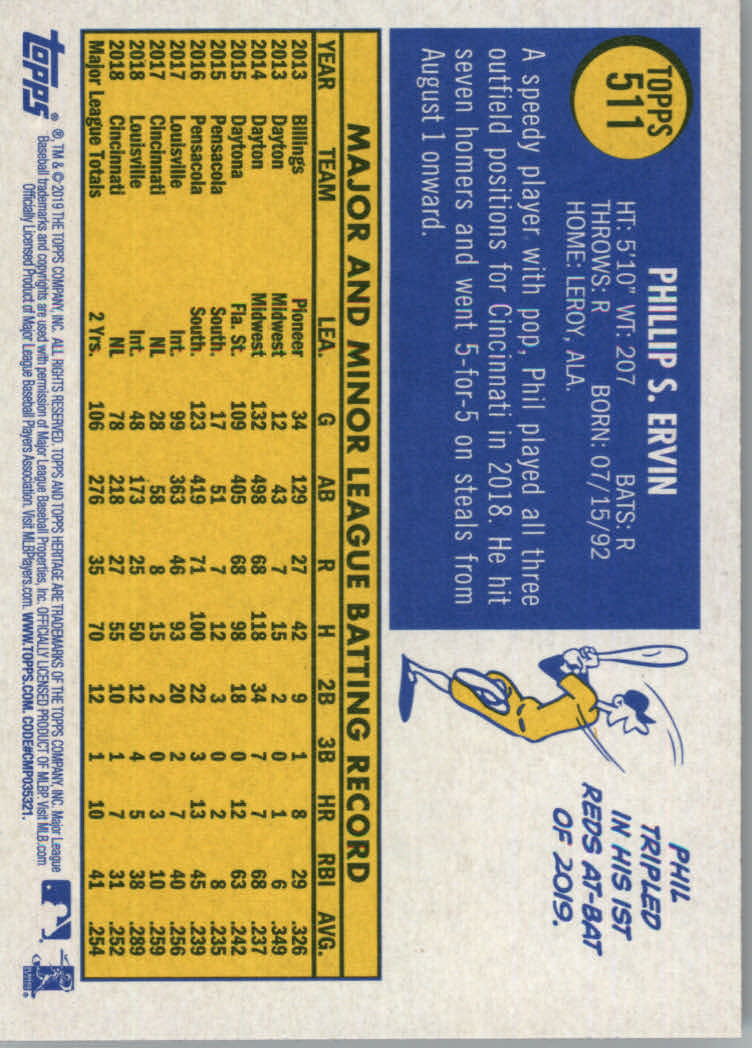 TOPPS
511
PHILLIP S. ERVIN
HT: 5'10" WT: 207 BATS: R
THROWS: R BORN: 07/15/92
HOME: LEROY, ALA.
A speedy player with pop, Phil played all three
outfield positions for Cincinnati in 2018. He hit
seven homers and went 5-for-5 on steals from
August 1 onward.
PHIL
TRIPLED
IN HIS 1ST
REDS AT-BAT
OF 2019.
MAJOR AND MINOR LEAGUE BATTING RECORD
YEAR TEAM LEA. G AB R H 2B 3B HR RBI AVG.
2013 Billings Pioneer 34 129 27 42 9 1 8 29 .326
2013 Dayton Midwest 12 43 7 15 2 0 1 6 .349
2014 Dayton Midwest 132 498 68 118 34 7 7 68 .237
2015 Daytona Fla. St. 109 405 68 98 18 0 12 63 .242
2015 Pensacola South. 17 51 7 12 3 0 2 8 .235
2016 Pensacola South. 123 419 71 100 22 3 13 45 .239
2017 Louisville Int. 99 363 46 93 20 2 7 40 .256
2017 Cincinnati NL 28 58 8 15 2 0 3 10 .259
2018 Louisville Int. 48 173 25 50 12 4 5 38 .289
2018 Cincinnati NL 78 218 27 55 10 1 7 31 .252
Major League Totals 2 Yrs. 106 276 35 70 12 1 10 41 .254
topps®
®, TM & © 2019 THE TOPPS COMPANY, INC. ALL RIGHTS RESERVED. TOPPS AND TOPPS HERITAGE ARE TRADEMARKS OF THE TOPPS COMPANY, INC. Major League
Baseball trademarks and copyrights are used with permission of Major League Baseball Properties, Inc. OFFICIALLY LICENSED PRODUCT OF MLBP. Visit MLB.com
Officially Licensed Product of Major League Baseball Players Association. Visit MLBPlayers.com. WWW.TOPPS.COM. CODE#CMP035321.